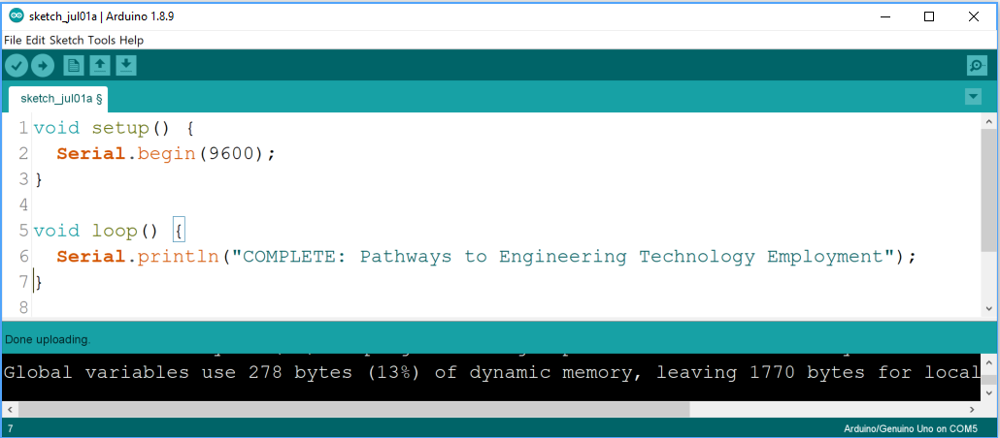 sketch_jul01a | Arduino 1.8.9
File Edit Sketch Tools Help
sketch_jul01a §
1 void setup() {
2   Serial.begin(9600);
3 }
4
5 void loop() {
6   Serial.println("COMPLETE: Pathways to Engineering Technology Employment");
7 }
8
Done uploading.
Global variables use 278 bytes (13%) of dynamic memory, leaving 1770 bytes for local
7
Arduino/Genuino Uno on COM5